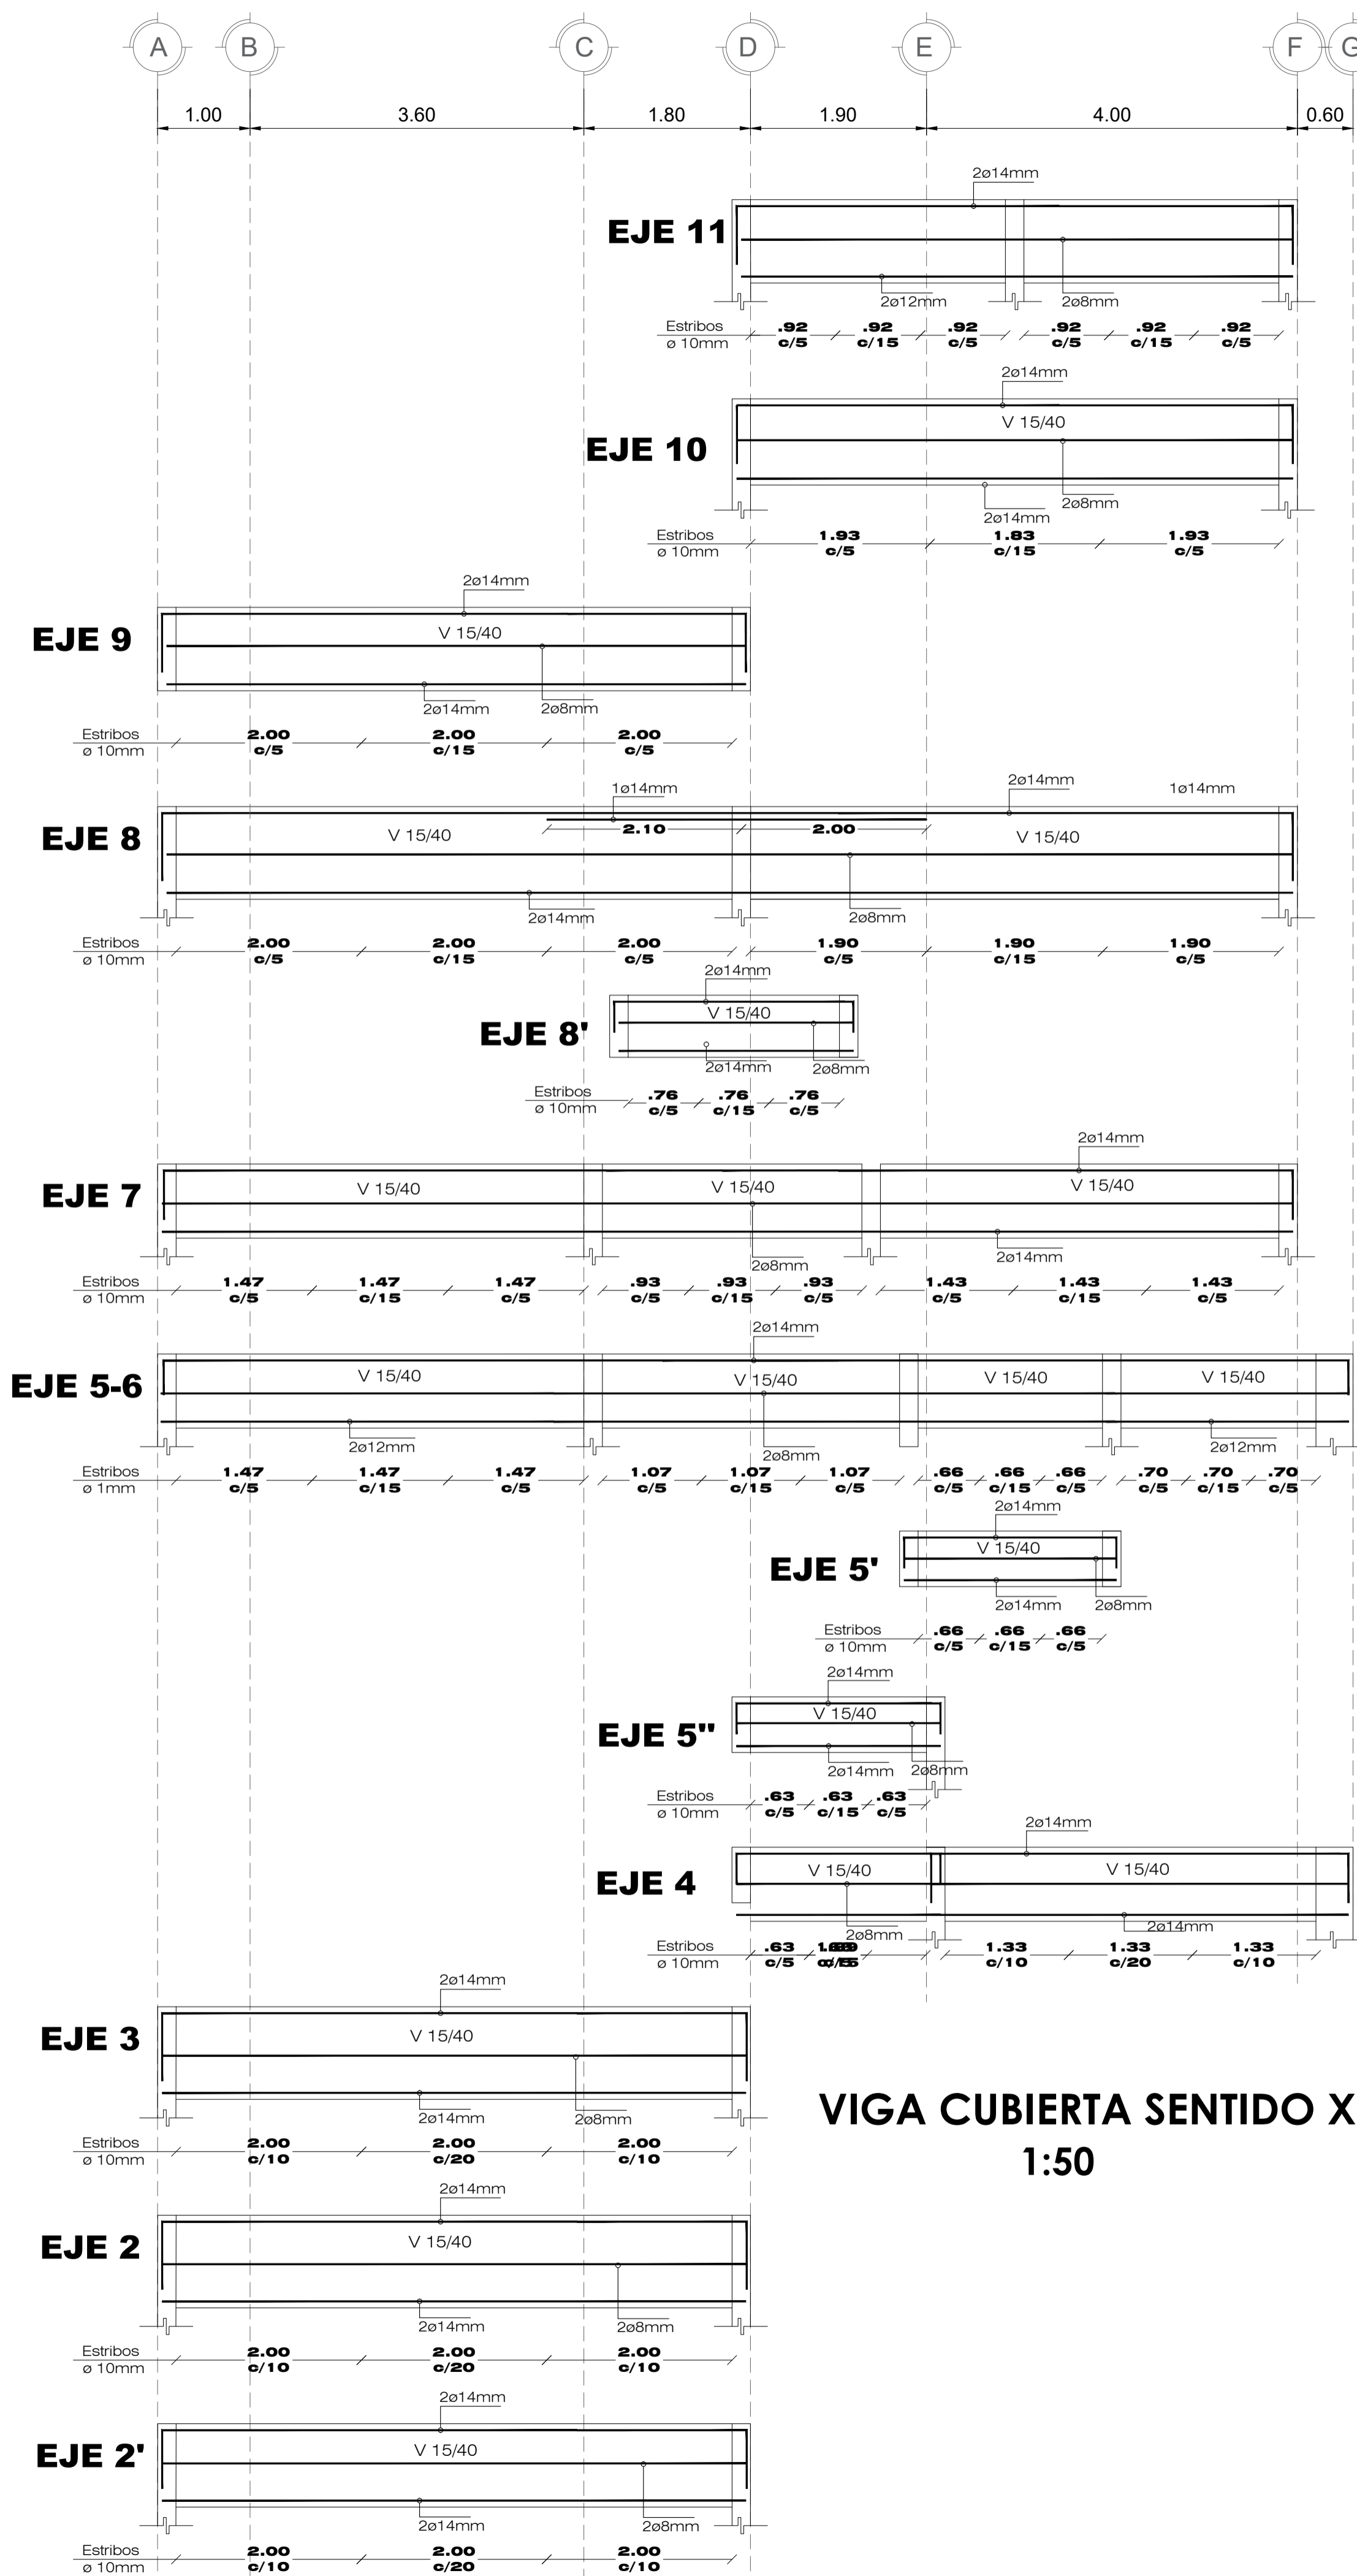 A B C D E F G
1.00 3.60 1.80 1.90 4.00 0.60
2ø14mm
EJE 11
2ø12mm 2ø8mm
Estribos .92 .92 .92 .92 .92 .92
ø 10mm c/5 c/15 c/5 c/5 c/15 c/5
2ø14mm
V 15/40
EJE 10
2ø8mm
2ø14mm
Estribos 1.93 1.83 1.93
ø 10mm c/5 c/15 c/5
2ø14mm
EJE 9 V 15/40
2ø14mm 2ø8mm
Estribos 2.00 2.00 2.00
ø 10mm c/5 c/15 c/5
1ø14mm 2ø14mm 1ø14mm
2.10 2.00
EJE 8 V 15/40 V 15/40
2ø14mm 2ø8mm
Estribos 2.00 2.00 2.00 1.90 1.90 1.90
ø 10mm c/5 c/15 c/5 c/5 c/15 c/5
2ø14mm
V 15/40
EJE 8'
2ø14mm 2ø8mm
Estribos .76 .76 .76
ø 10mm c/5 c/15 c/5
2ø14mm
EJE 7 V 15/40 V 15/40 V 15/40
2ø8mm 2ø14mm
Estribos 1.47 1.47 1.47 .93 .93 .93 1.43 1.43 1.43
ø 10mm c/5 c/15 c/5 c/5 c/15 c/5 c/5 c/15 c/5
2ø14mm
EJE 5-6 V 15/40 V 15/40 V 15/40 V 15/40
2ø12mm 2ø8mm 2ø12mm
Estribos 1.47 1.47 1.47 1.07 1.07 1.07 .66 .66 .66 .70 .70 .70
ø 1mm c/5 c/15 c/5 c/5 c/15 c/5 c/5 c/15 c/5 c/5 c/15 c/5
2ø14mm
V 15/40
EJE 5'
2ø14mm 2ø8mm
Estribos .66 .66 .66
ø 10mm c/5 c/15 c/5
2ø14mm
V 15/40
EJE 5"
2ø14mm 2ø8mm
Estribos .63 .63 .63
ø 10mm c/5 c/15 c/5
2ø14mm
EJE 4 V 15/40 V 15/40
2ø8mm 2ø14mm
Estribos .63 1.33 1.33 1.33
ø 10mm c/5 c/10 c/20 c/10
2ø14mm
EJE 3 V 15/40
2ø14mm 2ø8mm
Estribos 2.00 2.00 2.00
ø 10mm c/10 c/20 c/10
VIGA CUBIERTA SENTIDO X
1:50
2ø14mm
EJE 2 V 15/40
2ø14mm 2ø8mm
Estribos 2.00 2.00 2.00
ø 10mm c/10 c/20 c/10
2ø14mm
EJE 2' V 15/40
2ø14mm 2ø8mm
Estribos 2.00 2.00 2.00
ø 10mm c/10 c/20 c/10